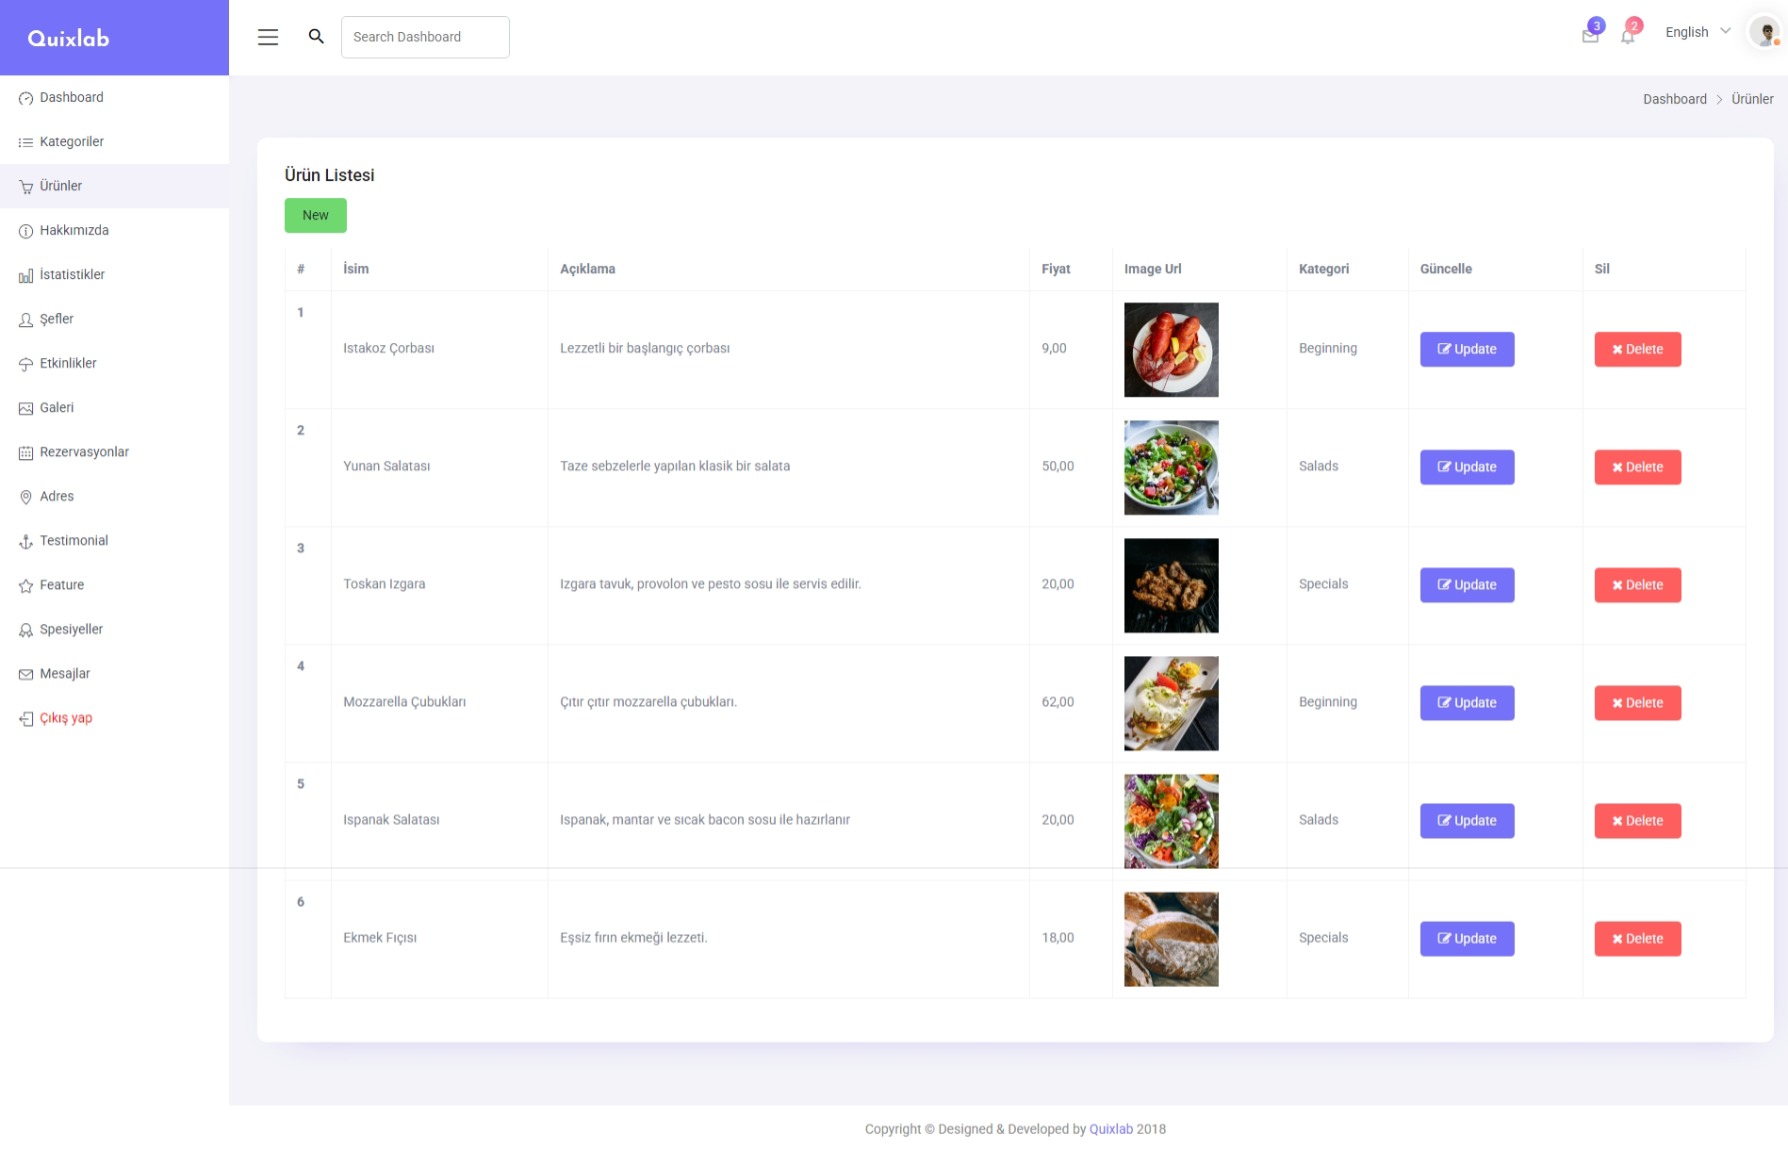 Quixlab
Search Dashboard
3
2
English
Dashboard
Kategoriler
Ürünler
Hakkımızda
İstatistikler
Şefler
Etkinlikler
Galeri
Rezervasyonlar
Adres
Testimonial
Feature
Spesiyeller
Mesajlar
Çıkış yap
Dashboard > Ürünler
Ürün Listesi
New
# İsim Açıklama Fiyat Image Url Kategori Güncelle Sil
1 Istakoz Çorbası Lezzetli bir başlangıç çorbası 9,00 Beginning Update Delete
2 Yunan Salatası Taze sebzelerle yapılan klasik bir salata 50,00 Salads Update Delete
3 Toskan Izgara Izgara tavuk, provolon ve pesto sosu ile servis edilir. 20,00 Specials Update Delete
4 Mozzarella Çubukları Çıtır çıtır mozzarella çubukları. 62,00 Beginning Update Delete
5 Ispanak Salatası Ispanak, mantar ve sıcak bacon sosu ile hazırlanır 20,00 Salads Update Delete
6 Ekmek Fıçısı Eşsiz fırın ekmeği lezzeti. 18,00 Specials Update Delete
Copyright © Designed & Developed by Quixlab 2018